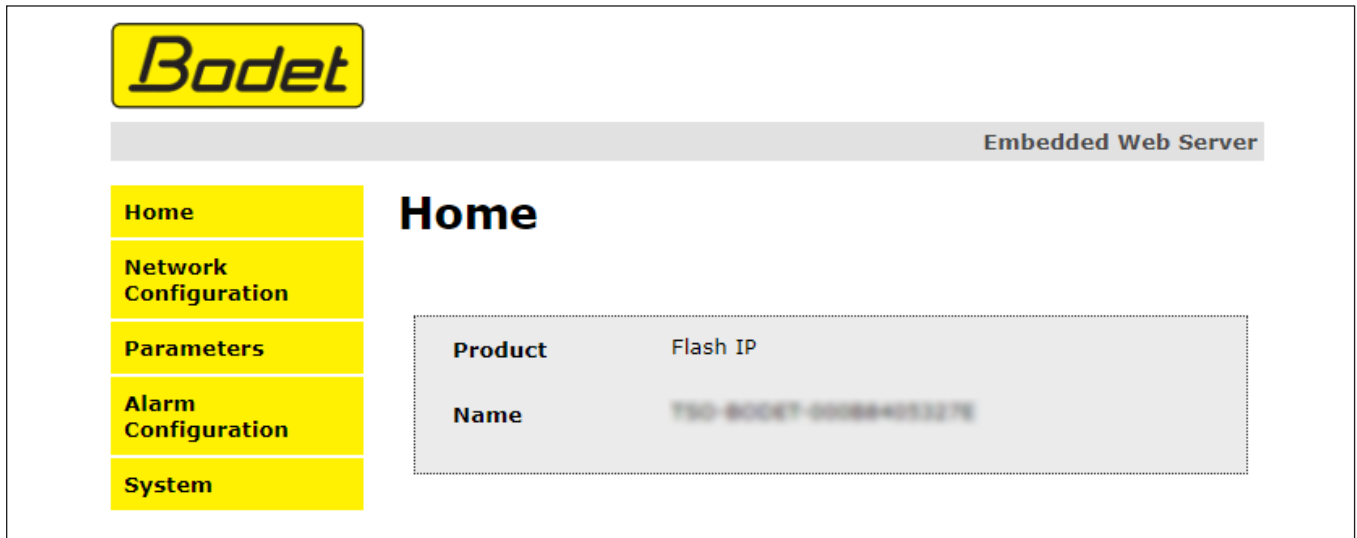 Bodet
Embedded Web Server
Home
Network
Configuration
Parameters
Alarm
Configuration
System
Home
Product Flash IP
Name